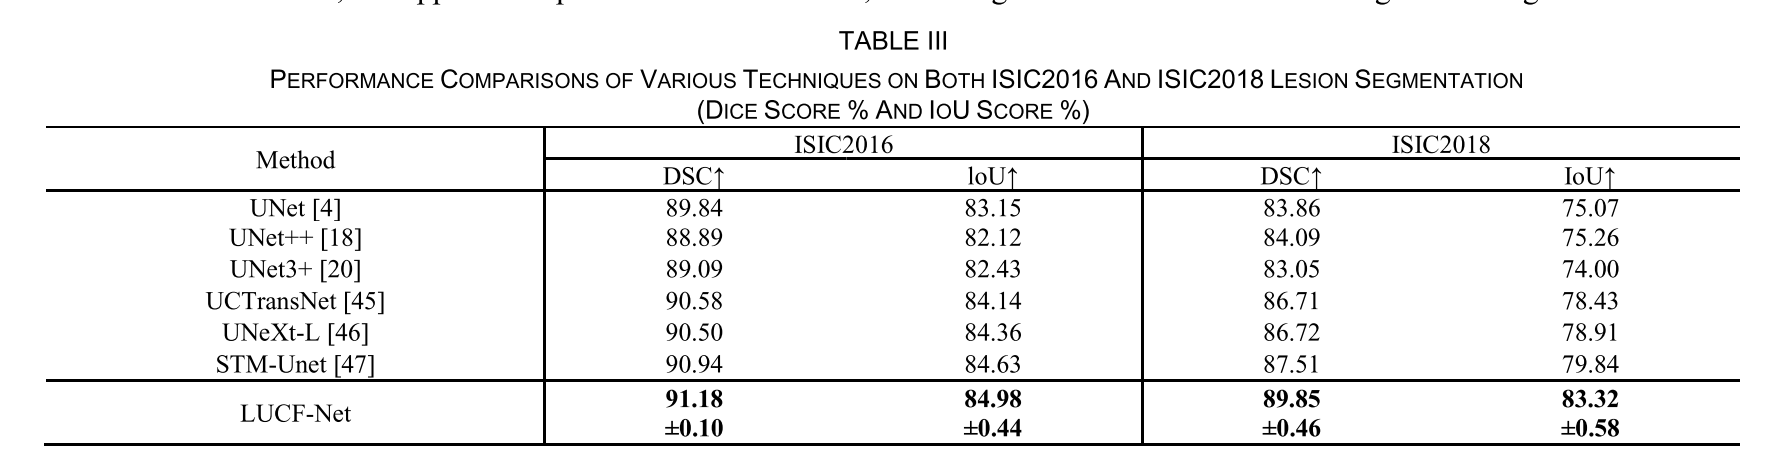 TABLE III
PERFORMANCE COMPARISONS OF VARIOUS TECHNIQUES ON BOTH ISIC2016 AND ISIC2018 LESION SEGMENTATION
(DICE SCORE % AND IOU SCORE %)
Method ISIC2016 ISIC2018
DSC↑ loU↑ DSC↑ IoU↑
UNet [4] 89.84 83.15 83.86 75.07
UNet++ [18] 88.89 82.12 84.09 75.26
UNet3+ [20] 89.09 82.43 83.05 74.00
UCTransNet [45] 90.58 84.14 86.71 78.43
UNeXt-L [46] 90.50 84.36 86.72 78.91
STM-Unet [47] 90.94 84.63 87.51 79.84
LUCF-Net 91.18 84.98 89.85 83.32
±0.10 ±0.44 ±0.46 ±0.58